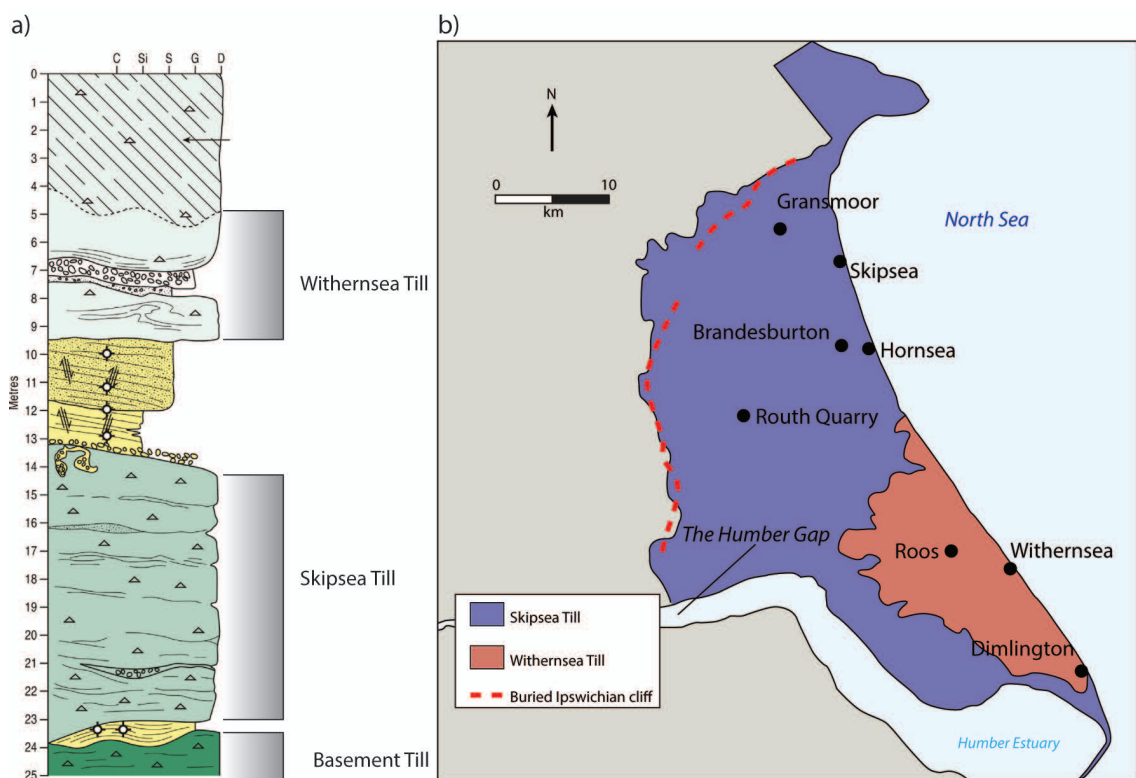 a)
C Si S G D
0
1
2
3
4
5
6
7
8
9
10
11
12
13
14
15
16
17
18
19
20
21
22
23
24
25
Metres
Withernsea Till
Skipsea Till
Basement Till
b)
N
0 10
km
North Sea
Gransmoor
Skipsea
Brandesburton
Hornsea
Routh Quarry
The Humber Gap
Roos
Withernsea
Dimlington
Humber Estuary
Skipsea Till
Withernsea Till
Buried Ipswichian cliff